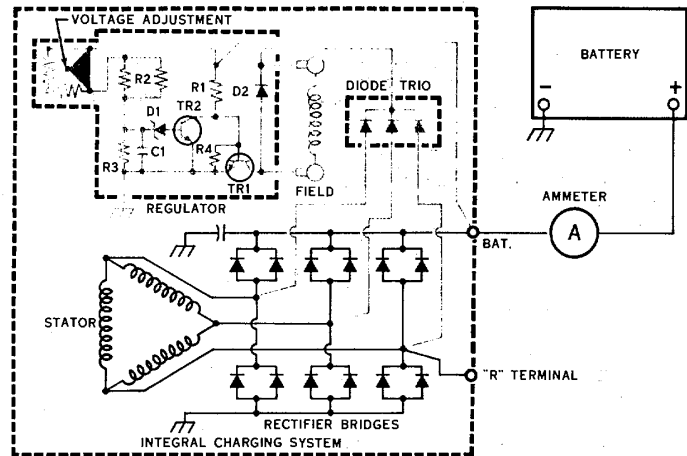 VOLTAGE ADJUSTMENT
BATTERY
- +
R2
R1
D2
DIODE TRIO
D1
TR2
C1
R3
R4
TR1
FIELD
REGULATOR
AMMETER
A
BAT.
STATOR
"R" TERMINAL
RECTIFIER BRIDGES
INTEGRAL CHARGING SYSTEM